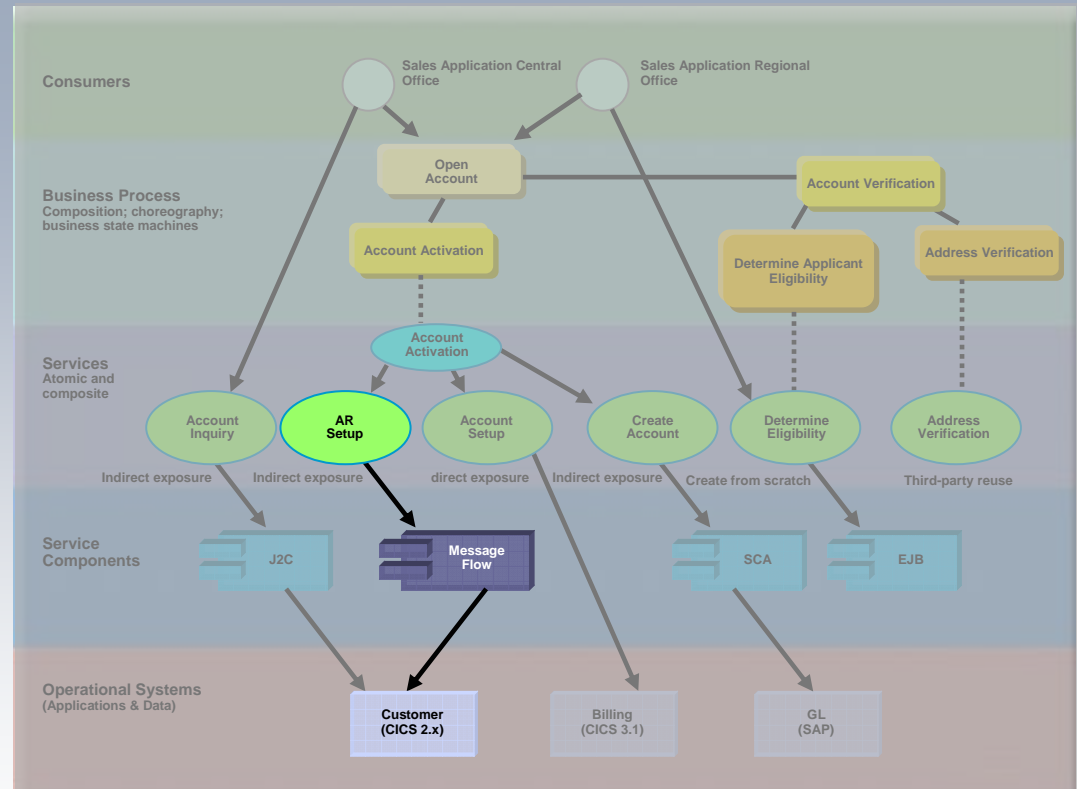 Consumers
Sales Application Central
Office
Sales Application Regional
Office
Business Process
Composition; choreography;
business state machines
Open
Account
Account Verification
Account Activation
Determine Applicant
Eligibility
Address Verification
Services
Atomic and
composite
Account
Activation
Account
Inquiry
AR
Setup
Account
Setup
Create
Account
Determine
Eligibility
Address
Verification
Indirect exposure
Indirect exposure
direct exposure
Indirect exposure
Create from scratch
Third-party reuse
Service
Components
J2C
Message
Flow
SCA
EJB
Operational Systems
(Applications & Data)
Customer
(CICS 2.x)
Billing
(CICS 3.1)
GL
(SAP)